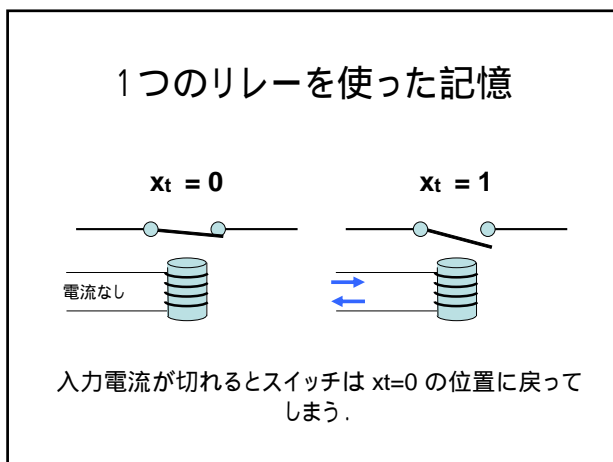 1つのリレーを使った記憶
xt = 0
xt = 1
電流なし
入力電流が切れるとスイッチは xt=0 の位置に戻って
しまう.